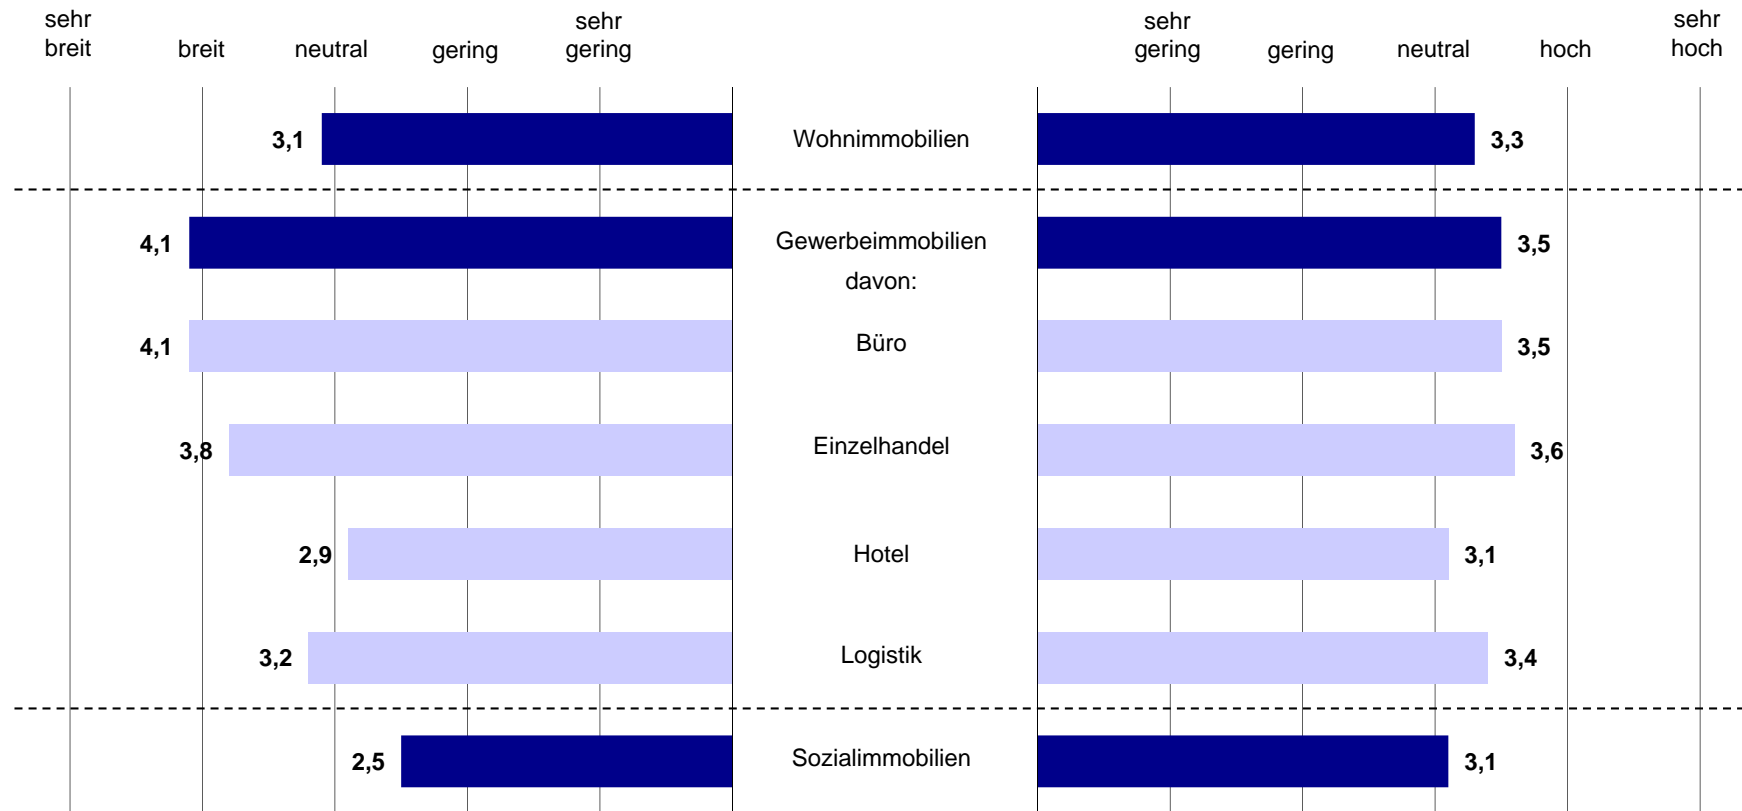 sehr
breit
breit
neutral
gering
sehr
gering
sehr
gering
gering
neutral
hoch
sehr
hoch
3,1
Wohnimmobilien
3,3
4,1
Gewerbeimmobilien
3,5
davon:
4,1
Büro
3,5
3,8
Einzelhandel
3,6
2,9
Hotel
3,1
3,2
Logistik
3,4
2,5
Sozialimmobilien
3,1